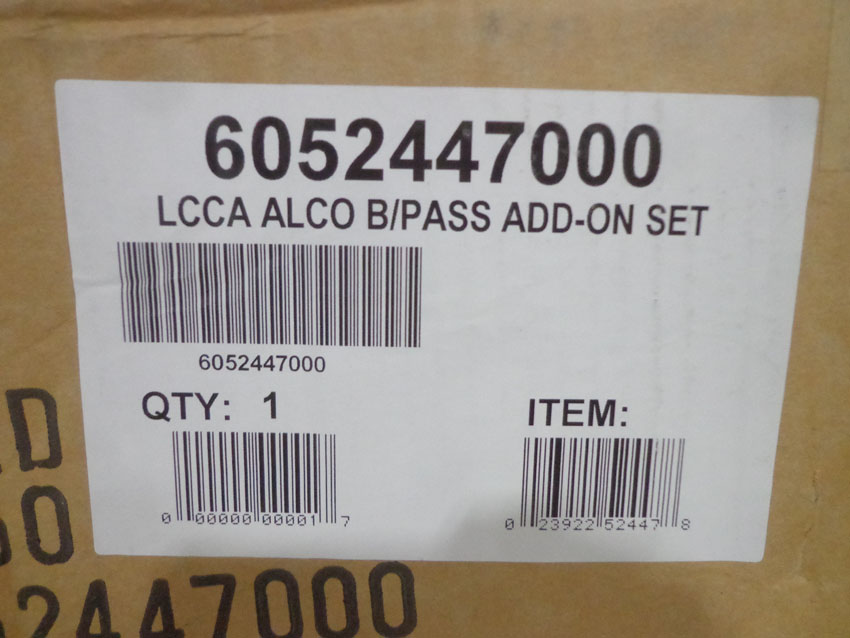 6052447000
LCCA ALCO B/PASS ADD-ON SET
6052447000
QTY: 1
ITEM:
0 00000 00001 7
0 23922 52447 8
D
0
2447000